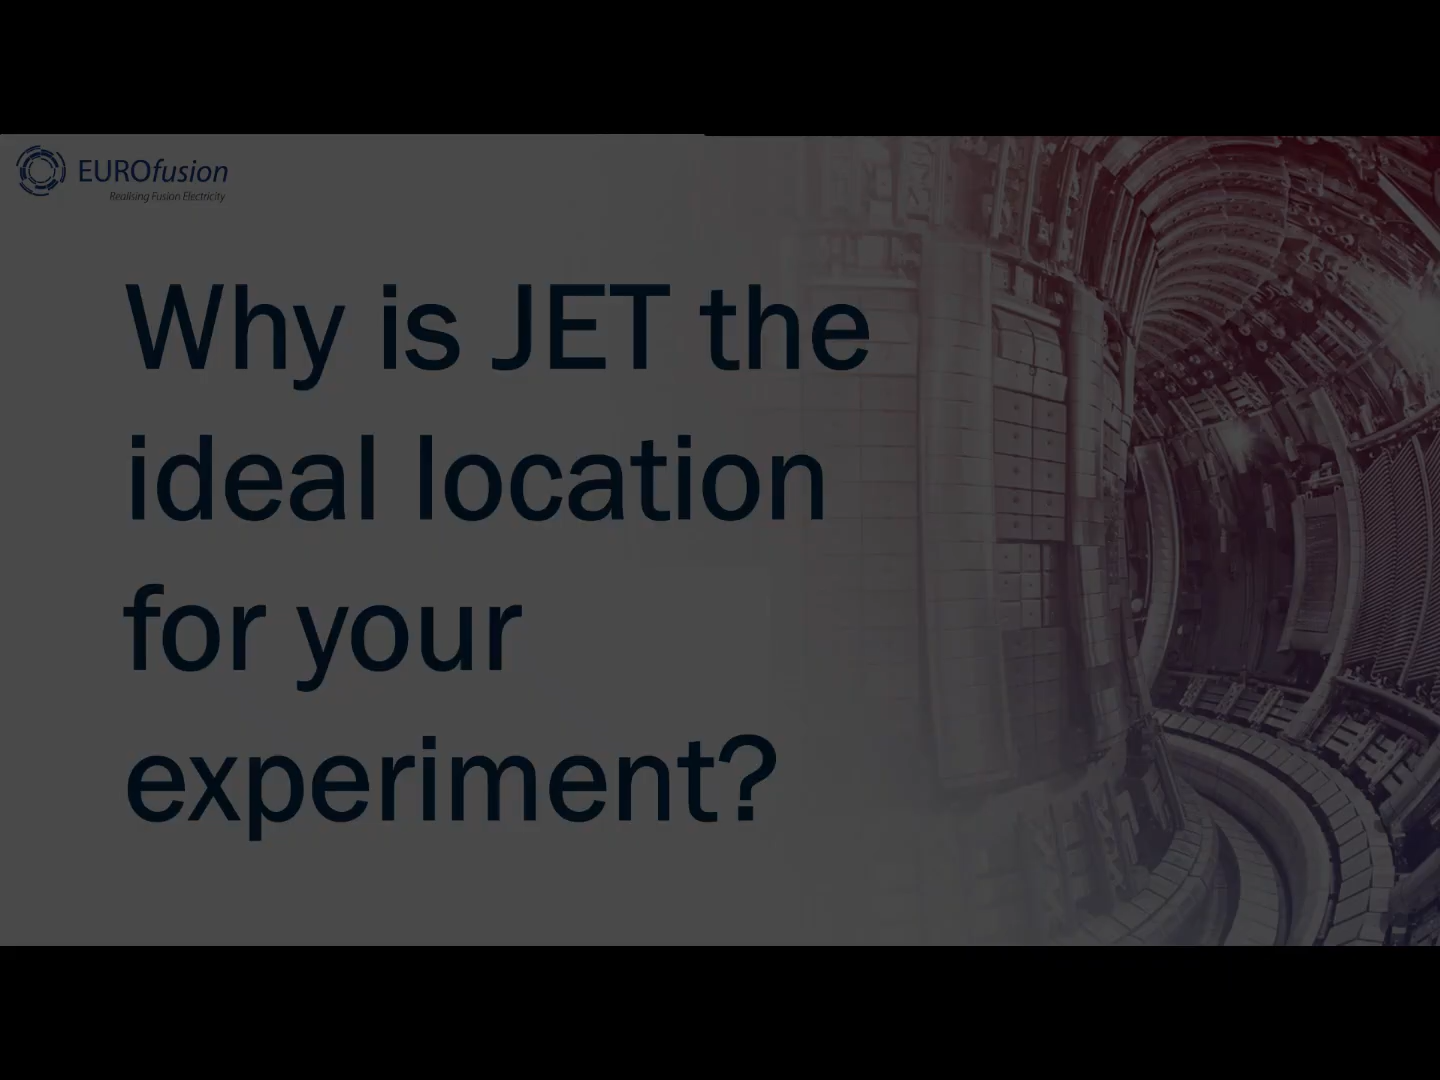 EUROfusion
Realising Fusion Electricity
Why is JET the
ideal location
for your
experiment?